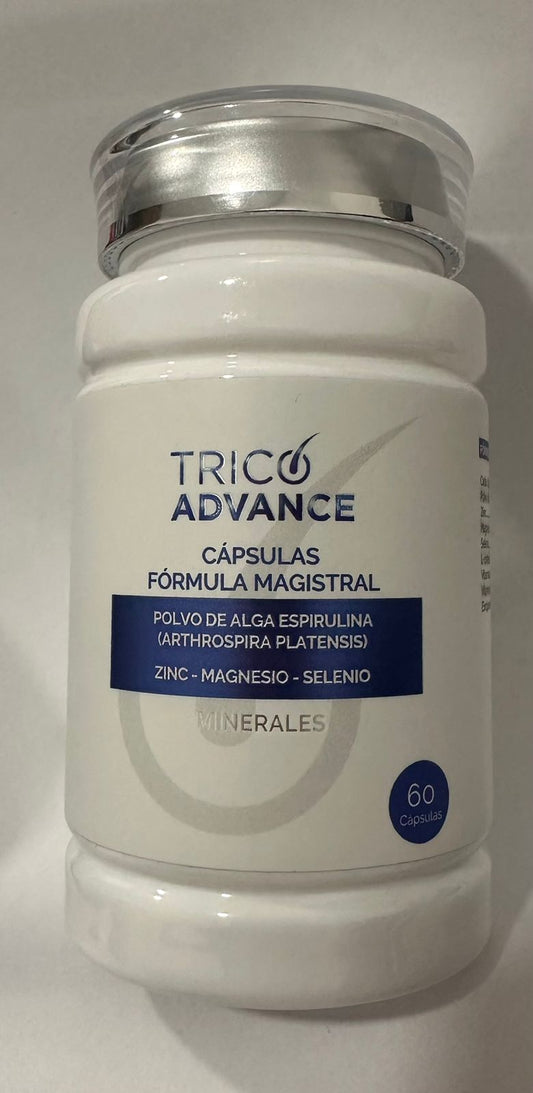 TRICO
ADVANCE
CÁPSULAS
FÓRMULA MAGISTRAL
POLVO DE ALGA ESPIRULINA
(ARTHROSPIRA PLATENSIS)
ZINC - MAGNESIO - SELENIO
MINERALES
60
Cápsulas